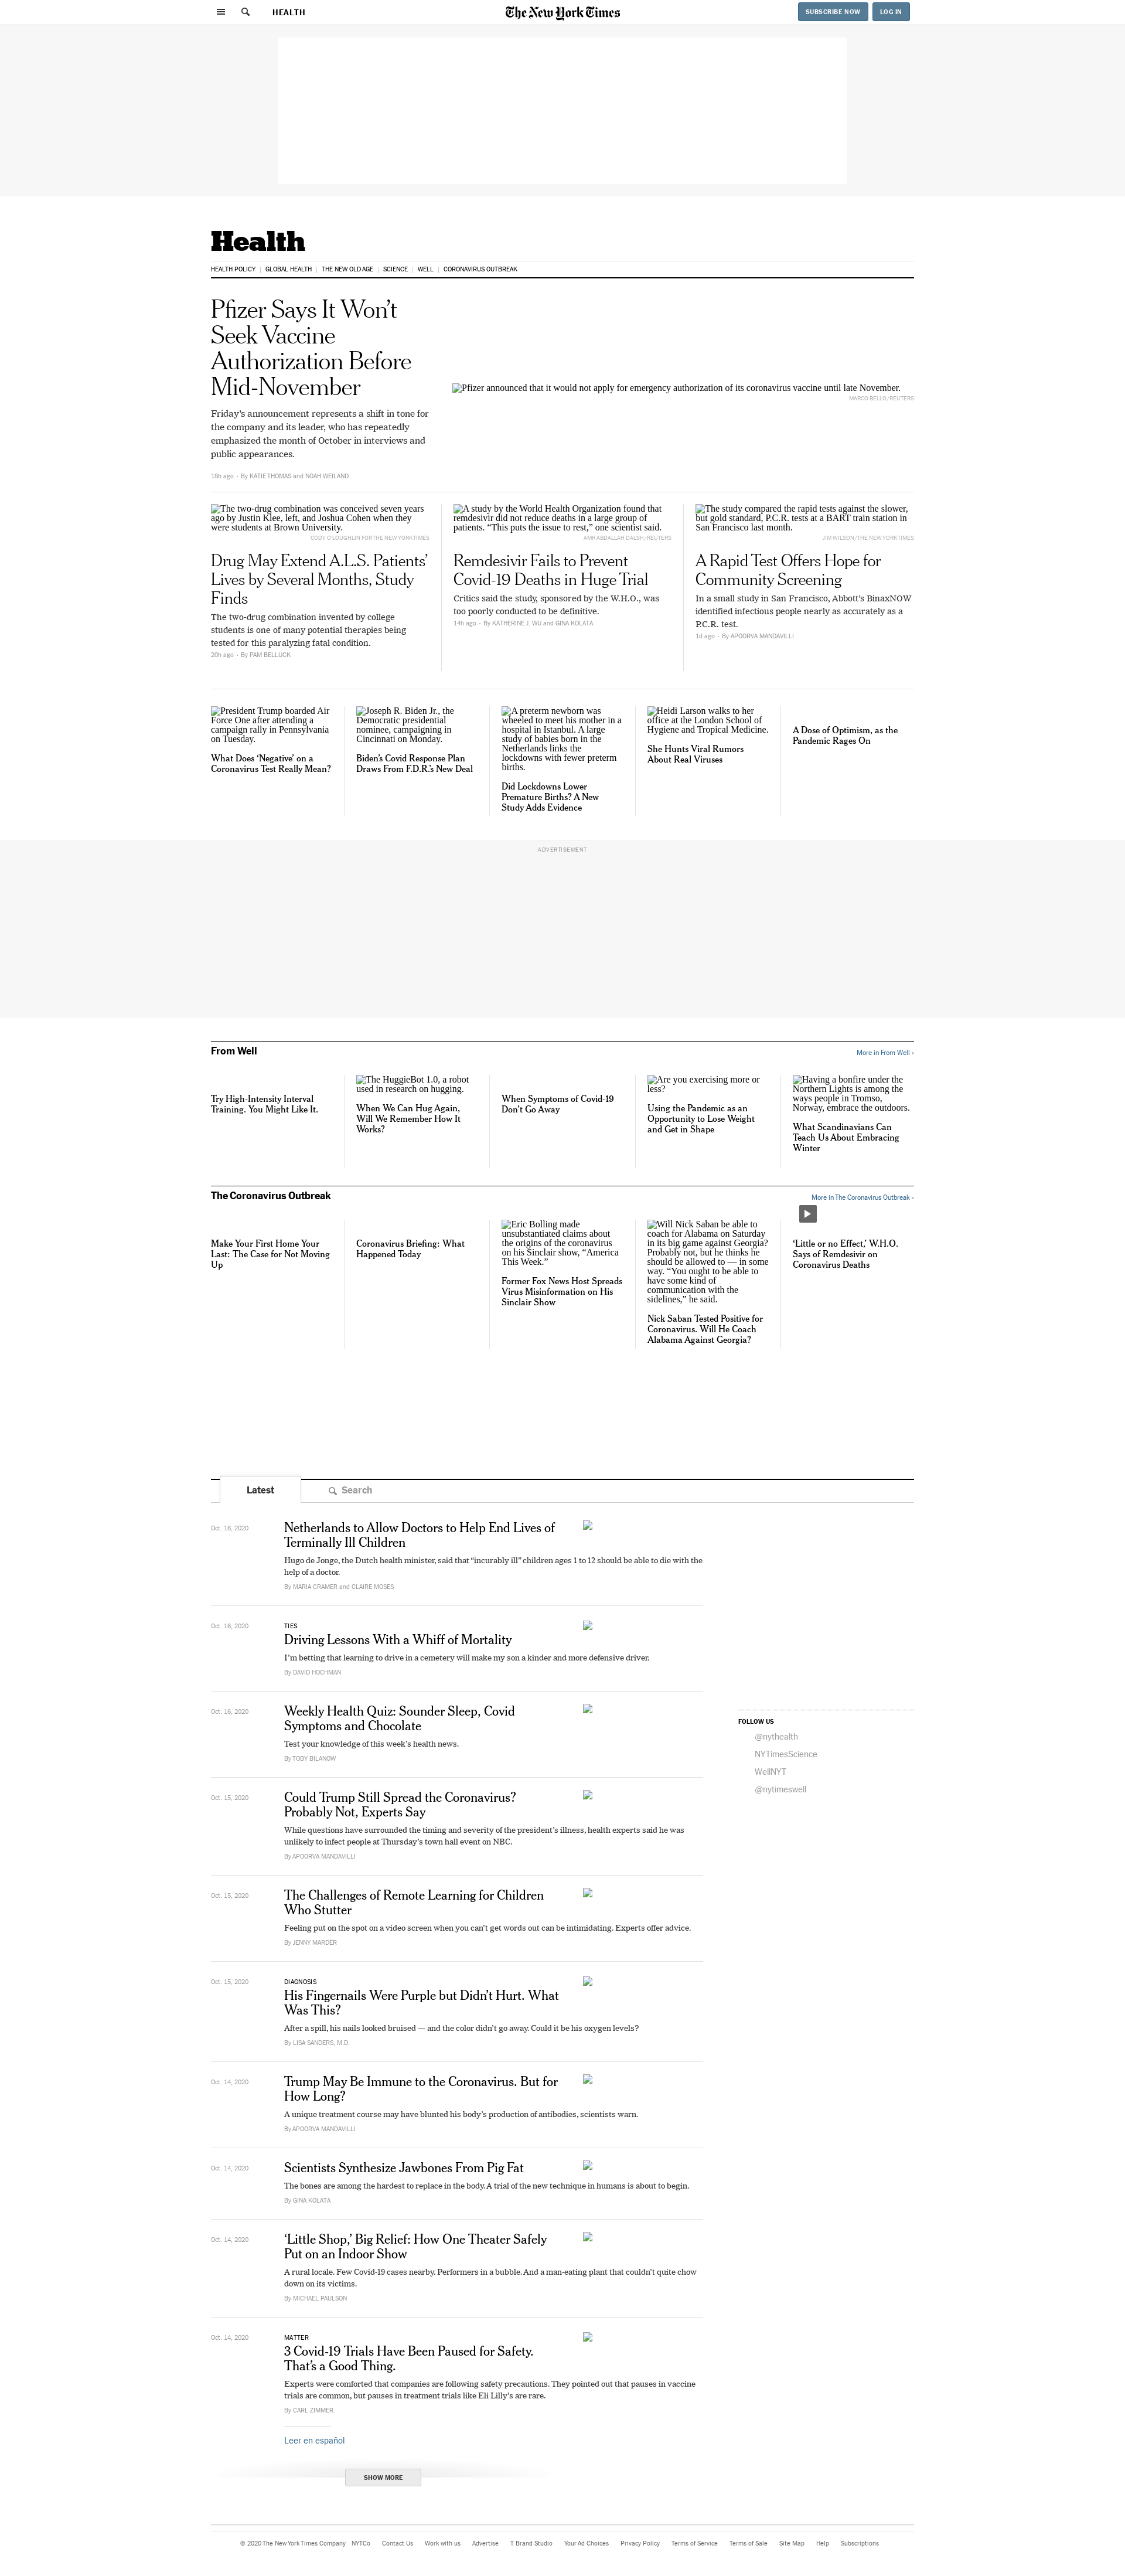 HEALTH
The New York Times
SUBSCRIBE NOW
LOG IN
Health
HEALTH POLICY
GLOBAL HEALTH
THE NEW OLD AGE
SCIENCE
WELL
CORONAVIRUS OUTBREAK
Pfizer Says It Won’t
Seek Vaccine
Authorization Before
Mid-November
Friday’s announcement represents a shift in tone for
the company and its leader, who has repeatedly
emphasized the month of October in interviews and
public appearances.
18h ago - By KATIE THOMAS and NOAH WEILAND
Pfizer announced that it would not apply for emergency authorization of its coronavirus vaccine until late November.
MARCO BELLO/REUTERS
The two-drug combination was conceived seven years
ago by Justin Klee, left, and Joshua Cohen when they
were students at Brown University.
CODY O’LOUGHLIN FOR THE NEW YORK TIMES
Drug May Extend A.L.S. Patients’
Lives by Several Months, Study
Finds
The two-drug combination invented by college
students is one of many potential therapies being
tested for this paralyzing fatal condition.
20h ago - By PAM BELLUCK
A study by the World Health Organization found that
remdesivir did not reduce deaths in a large group of
patients. “This puts the issue to rest,” one scientist said.
AMR ABDALLAH DALSH/REUTERS
Remdesivir Fails to Prevent
Covid-19 Deaths in Huge Trial
Critics said the study, sponsored by the W.H.O., was
too poorly conducted to be definitive.
14h ago - By KATHERINE J. WU and GINA KOLATA
The study compared the rapid tests against the slower,
but gold standard, P.C.R. tests at a BART train station in
San Francisco last month.
JIM WILSON/THE NEW YORK TIMES
A Rapid Test Offers Hope for
Community Screening
In a small study in San Francisco, Abbott’s BinaxNOW
identified infectious people nearly as accurately as a
P.C.R. test.
1d ago - By APOORVA MANDAVILLI
President Trump boarded Air
Force One after attending a
campaign rally in Pennsylvania
on Tuesday.
What Does ‘Negative’ on a
Coronavirus Test Really Mean?
Joseph R. Biden Jr., the
Democratic presidential
nominee, campaigning in
Cincinnati on Monday.
Biden’s Covid Response Plan
Draws From F.D.R.’s New Deal
A preterm newborn was
wheeled to meet his mother in a
hospital in Istanbul. A large
study of babies born in the
Netherlands links the
lockdowns with fewer preterm
births.
Did Lockdowns Lower
Premature Births? A New
Study Adds Evidence
Heidi Larson walks to her
office at the London School of
Hygiene and Tropical Medicine.
She Hunts Viral Rumors
About Real Viruses
A Dose of Optimism, as the
Pandemic Rages On
ADVERTISEMENT
From Well
More in From Well ›
Try High-Intensity Interval
Training. You Might Like It.
The HuggieBot 1.0, a robot
used in research on hugging.
When We Can Hug Again,
Will We Remember How It
Works?
When Symptoms of Covid-19
Don’t Go Away
Are you exercising more or
less?
Using the Pandemic as an
Opportunity to Lose Weight
and Get in Shape
Having a bonfire under the
Northern Lights is among the
ways people in Tromso,
Norway, embrace the outdoors.
What Scandinavians Can
Teach Us About Embracing
Winter
The Coronavirus Outbreak
More in The Coronavirus Outbreak ›
Make Your First Home Your
Last: The Case for Not Moving
Up
Coronavirus Briefing: What
Happened Today
Eric Bolling made
unsubstantiated claims about
the origins of the coronavirus
on his Sinclair show, “America
This Week.”
Former Fox News Host Spreads
Virus Misinformation on His
Sinclair Show
Will Nick Saban be able to
coach for Alabama on Saturday
in its big game against Georgia?
Probably not, but he thinks he
should be allowed to — in some
way. “You ought to be able to
have some kind of
communication with the
sidelines,” he said.
Nick Saban Tested Positive for
Coronavirus. Will He Coach
Alabama Against Georgia?
‘Little or no Effect,’ W.H.O.
Says of Remdesivir on
Coronavirus Deaths
Latest
Search
Oct. 16, 2020
Netherlands to Allow Doctors to Help End Lives of
Terminally Ill Children
Hugo de Jonge, the Dutch health minister, said that “incurably ill” children ages 1 to 12 should be able to die with the
help of a doctor.
By MARIA CRAMER and CLAIRE MOSES
Oct. 16, 2020
TIES
Driving Lessons With a Whiff of Mortality
I’m betting that learning to drive in a cemetery will make my son a kinder and more defensive driver.
By DAVID HOCHMAN
Oct. 16, 2020
Weekly Health Quiz: Sounder Sleep, Covid
Symptoms and Chocolate
Test your knowledge of this week’s health news.
By TOBY BILANOW
Oct. 15, 2020
Could Trump Still Spread the Coronavirus?
Probably Not, Experts Say
While questions have surrounded the timing and severity of the president’s illness, health experts said he was
unlikely to infect people at Thursday’s town hall event on NBC.
By APOORVA MANDAVILLI
Oct. 15, 2020
The Challenges of Remote Learning for Children
Who Stutter
Feeling put on the spot on a video screen when you can’t get words out can be intimidating. Experts offer advice.
By JENNY MARDER
Oct. 15, 2020
DIAGNOSIS
His Fingernails Were Purple but Didn’t Hurt. What
Was This?
After a spill, his nails looked bruised — and the color didn’t go away. Could it be his oxygen levels?
By LISA SANDERS, M.D.
Oct. 14, 2020
Trump May Be Immune to the Coronavirus. But for
How Long?
A unique treatment course may have blunted his body’s production of antibodies, scientists warn.
By APOORVA MANDAVILLI
Oct. 14, 2020
Scientists Synthesize Jawbones From Pig Fat
The bones are among the hardest to replace in the body. A trial of the new technique in humans is about to begin.
By GINA KOLATA
Oct. 14, 2020
‘Little Shop,’ Big Relief: How One Theater Safely
Put on an Indoor Show
A rural locale. Few Covid-19 cases nearby. Performers in a bubble. And a man-eating plant that couldn’t quite chow
down on its victims.
By MICHAEL PAULSON
Oct. 14, 2020
MATTER
3 Covid-19 Trials Have Been Paused for Safety.
That’s a Good Thing.
Experts were comforted that companies are following safety precautions. They pointed out that pauses in vaccine
trials are common, but pauses in treatment trials like Eli Lilly’s are rare.
By CARL ZIMMER
Leer en español
SHOW MORE
FOLLOW US
@nythealth
NYTimesScience
WellNYT
@nytimeswell
© 2020 The New York Times Company
NYTCo
Contact Us
Work with us
Advertise
T Brand Studio
Your Ad Choices
Privacy Policy
Terms of Service
Terms of Sale
Site Map
Help
Subscriptions